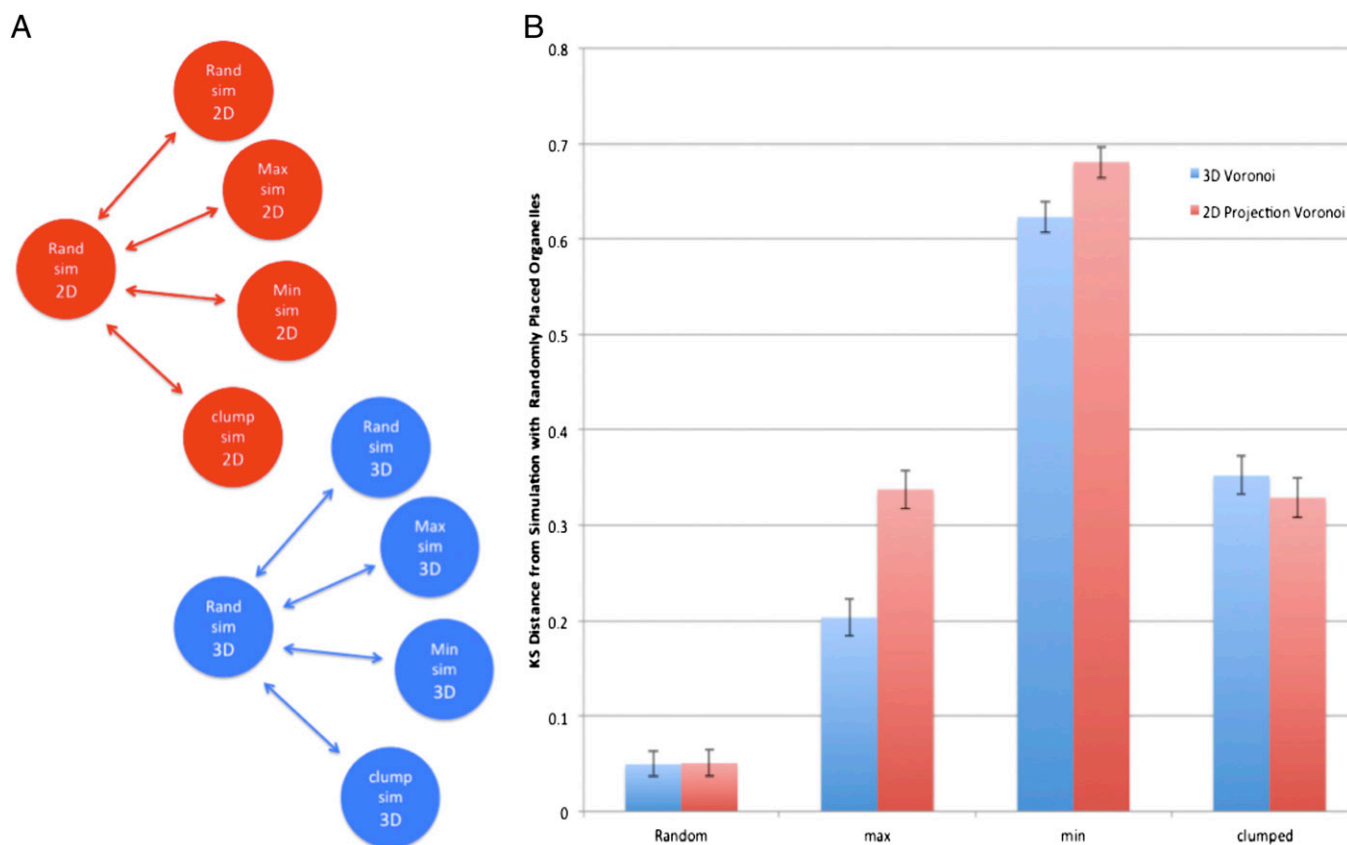 A
Rand
sim
2D
Max
sim
2D
Rand
sim
2D
Min
sim
2D
clump
sim
2D
Rand
sim
3D
Max
sim
3D
Rand
sim
3D
Min
sim
3D
clump
sim
3D
B
KS Distance from Simulation with Randomly Placed Organelles
0.8
0.7
0.6
0.5
0.4
0.3
0.2
0.1
0
3D Voronoi
2D Projection Voronoi
Random max min clumped